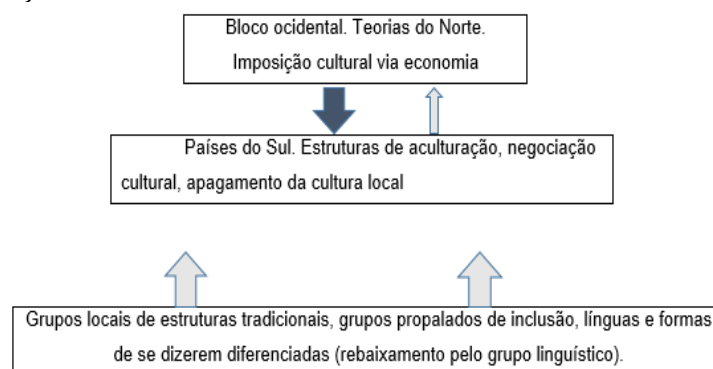 Bloco ocidental. Teorias do Norte.
Imposição cultural via economia
Países do Sul. Estruturas de aculturação, negociação
cultural, apagamento da cultura local
Grupos locais de estruturas tradicionais, grupos propalados de inclusão, línguas e formas
de se dizerem diferenciadas (rebaixamento pelo grupo linguístico).